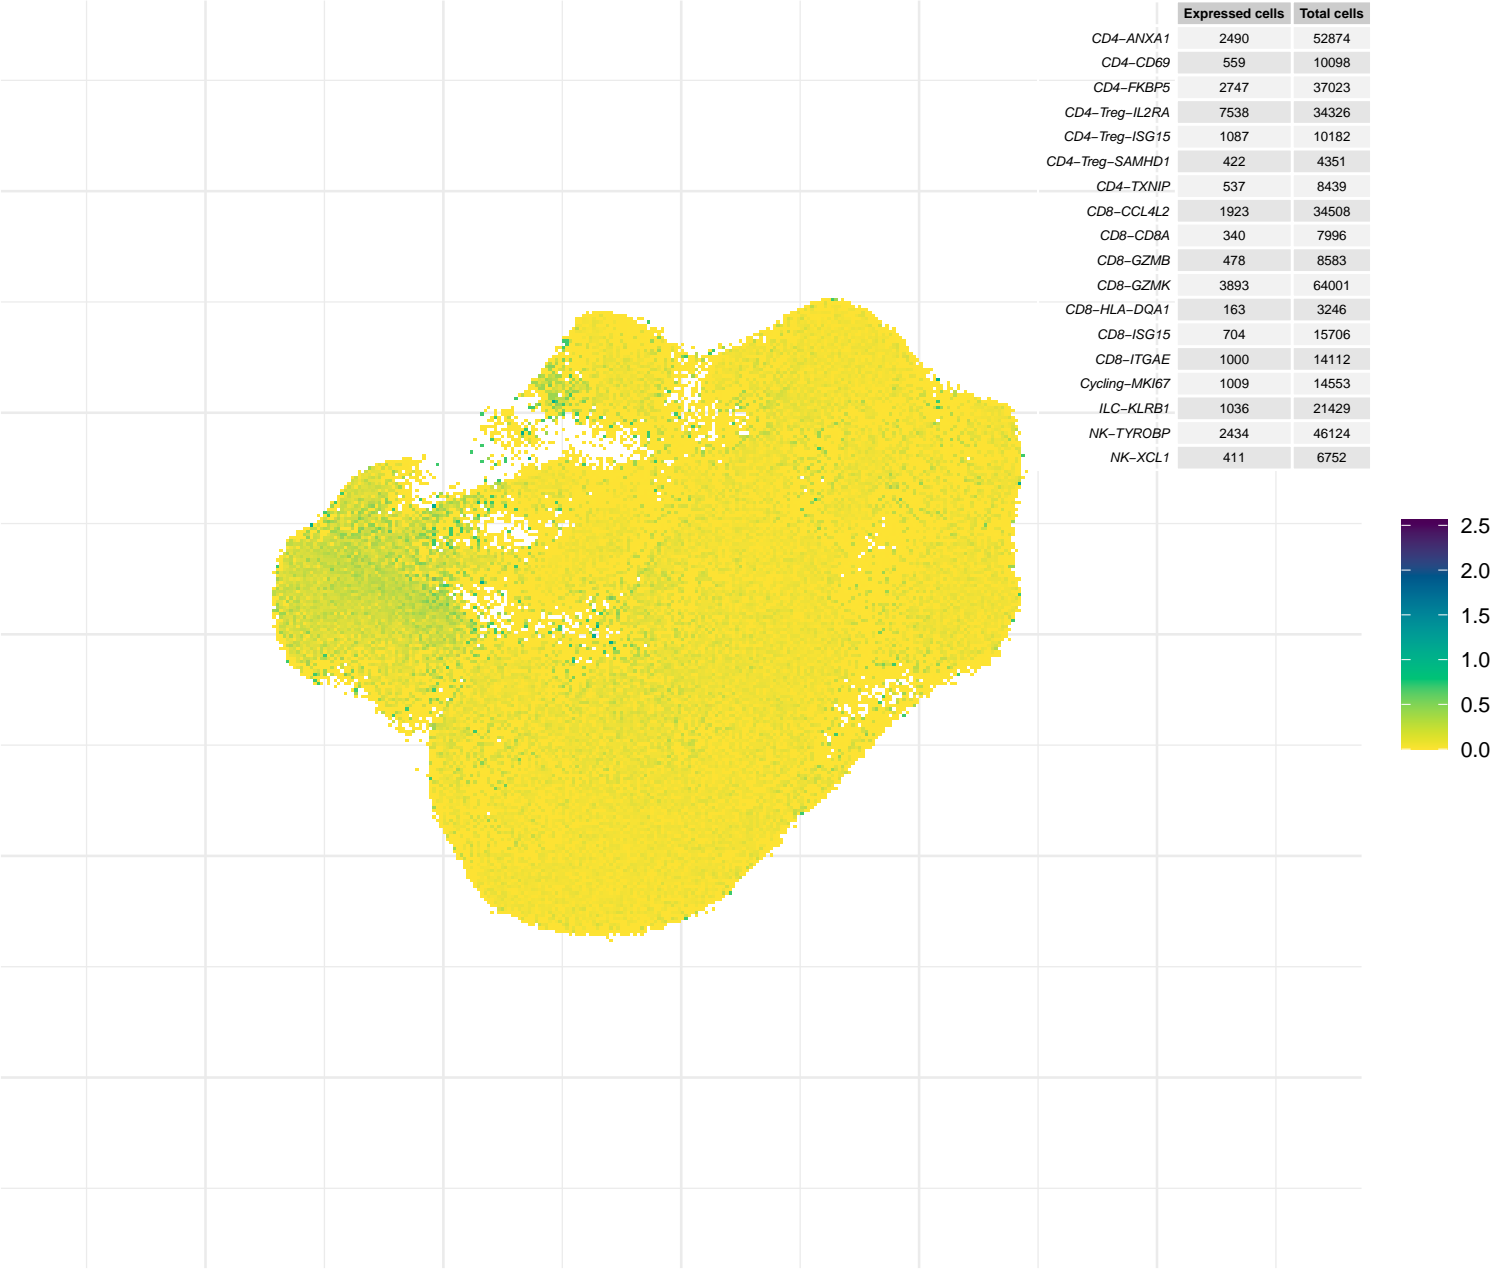 Expressed cells Total cells
CD4−ANXA1 2490 52874
CD4−CD69 559 10098
CD4−FKBP5 2747 37023
CD4−Treg−IL2RA 7538 34326
CD4−Treg−ISG15 1087 10182
CD4−Treg−SAMHD1 422 4351
CD4−TXNIP 537 8439
CD8−CCL4L2 1923 34508
CD8−CD8A 340 7996
CD8−GZMB 478 8583
CD8−GZMK 3893 64001
CD8−HLA−DQA1 163 3246
CD8−ISG15 704 15706
CD8−ITGAE 1000 14112
Cycling−MKI67 1009 14553
ILC−KLRB1 1036 21429
NK−TYROBP 2434 46124
NK−XCL1 411 6752
2.5
2.0
1.5
1.0
0.5
0.0